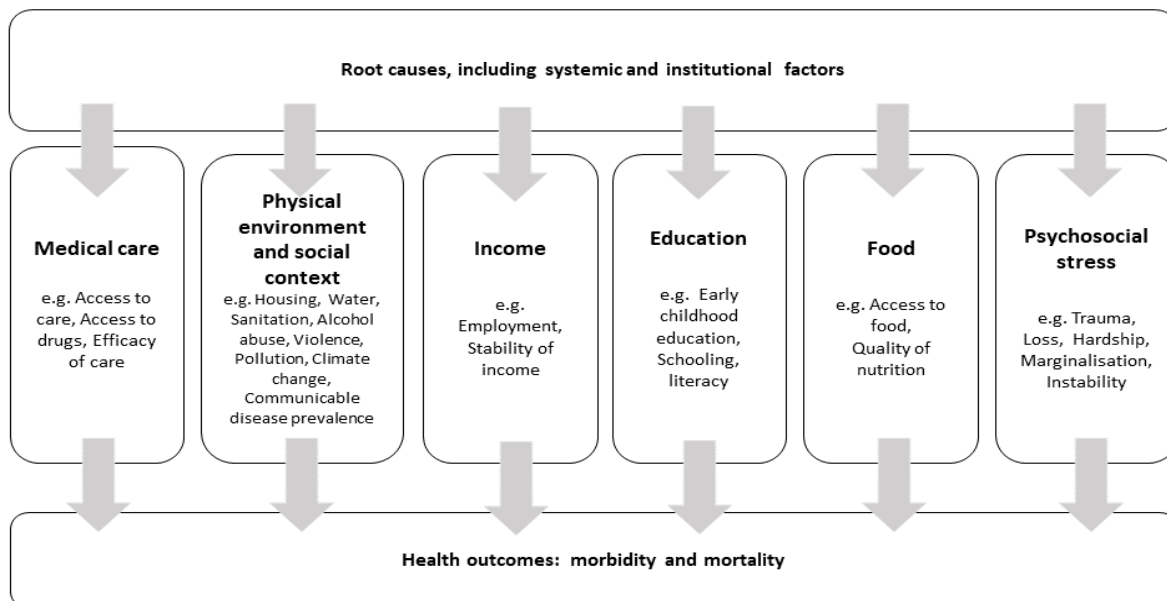 Root causes, including systemic and institutional factors
Medical care
e.g. Access to
care, Access to
drugs, Efficacy
of care
Physical
environment
and social
context
e.g. Housing, Water,
Sanitation, Alcohol
abuse, Violence,
Pollution, Climate
change,
Communicable
disease prevalence
Income
e.g.
Employment,
Stability of
income
Education
e.g. Early
childhood
education,
Schooling,
literacy
Food
e.g. Access to
food,
Quality of
nutrition
Psychosocial
stress
e.g. Trauma,
Loss, Hardship,
Marginalisation,
Instability
Health outcomes: morbidity and mortality